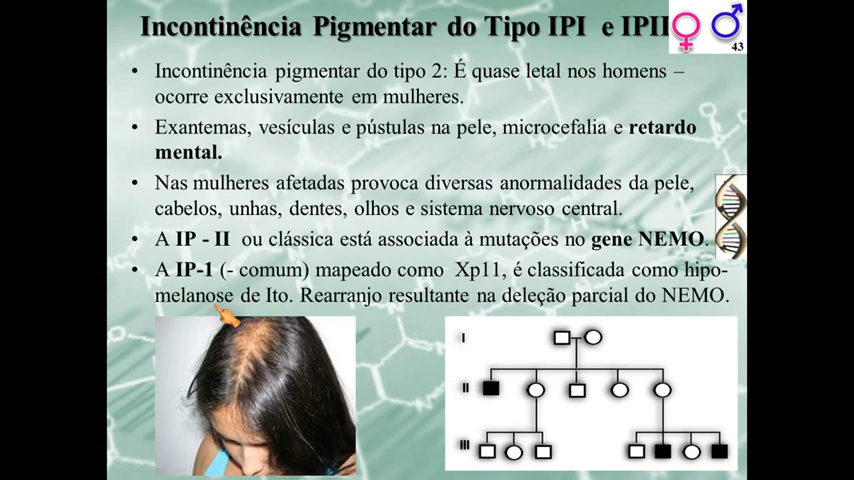 Incontinência Pigmentar do Tipo IPI e IPII
43
• Incontinência pigmentar do tipo 2: É quase letal nos homens –
ocorre exclusivamente em mulheres.
• Exantemas, vesículas e pústulas na pele, microcefalia e retardo
mental.
• Nas mulheres afetadas provoca diversas anormalidades da pele,
cabelos, unhas, dentes, olhos e sistema nervoso central.
• A IP - II ou clássica está associada à mutações no gene NEMO.
• A IP-1 (- comum) mapeado como Xp11, é classificada como hipo-
melanose de Ito. Rearranjo resultante na deleção parcial do NEMO.
I
II
III